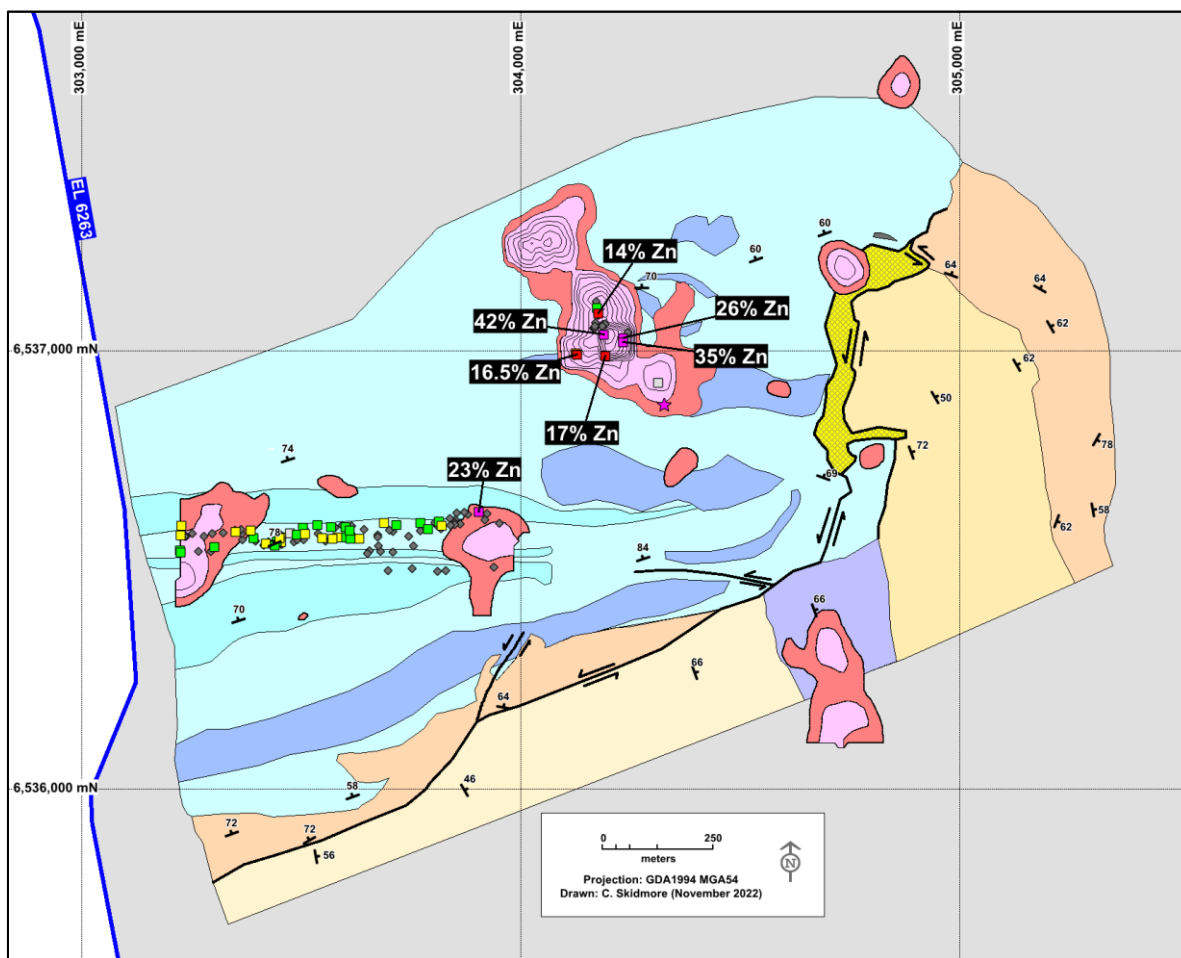 303,000 mE
304,000 mE
305,000 mE
EL 6263
60
60
64
14% Zn
70
64
62
42% Zn
26% Zn
6,537,000 mN
35% Zn
62
16.5% Zn
50
17% Zn
74
72
78
23% Zn
69
58
62
78
84
70
66
66
64
6,536,000 mN
46
58
72
72
56
0 250
meters
Projection: GDA1994 MGA54
Drawn: C. Skidmore (November 2022)
N